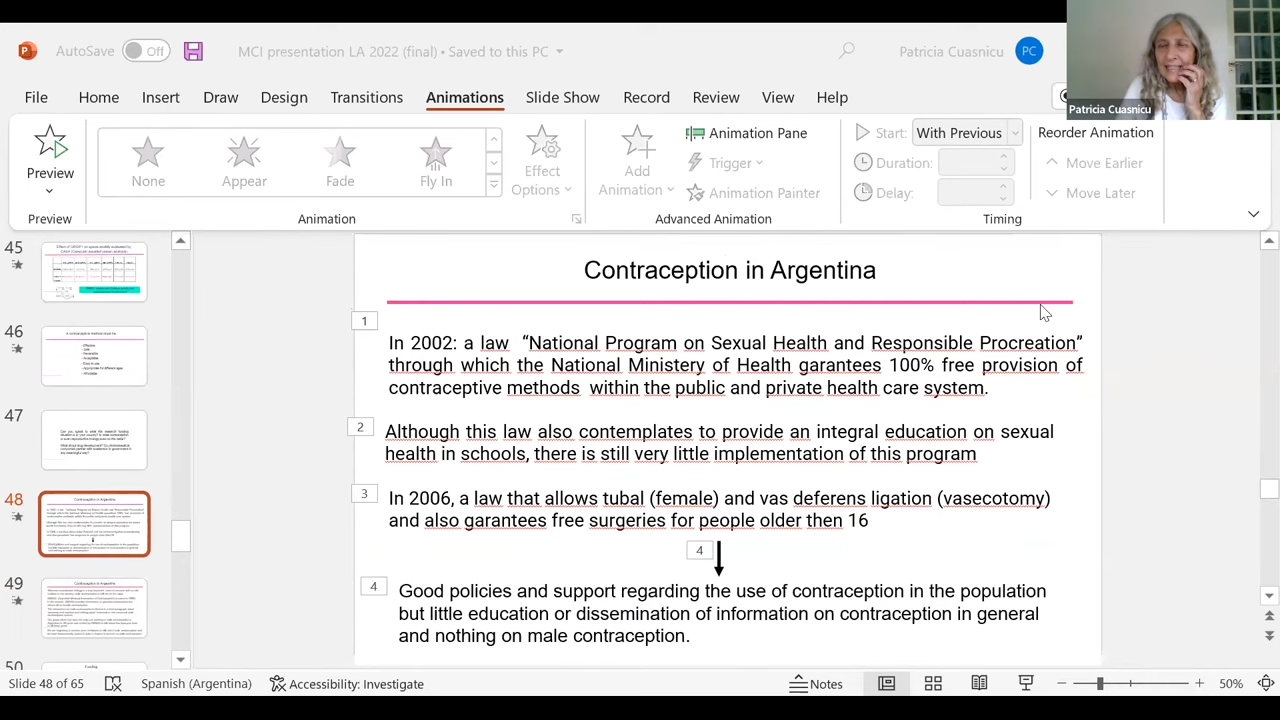 AutoSave Off MCI presentation LA 2022 (final) • Saved to this PC Patricia Cuasnicu PC
Patricia Cuasnicu
File Home Insert Draw Design Transitions Animations Slide Show Record Review View Help
Preview
Preview
None Appear Fade Fly In
Animation
Effect
Options
Add
Animation
Animation Pane
Trigger
Animation Painter
Advanced Animation
Start: With Previous
Duration:
Delay:
Timing
Reorder Animation
Move Earlier
Move Later
45
46
47
48
49
50
Contraception in Argentina
1
In 2002: a law “National Program on Sexual Health and Responsible Procreation”
through which the National Ministry of Health garantees 100% free provision of
contraceptive methods within the public and private health care system.
2
Although this law also contemplates to provide an integral education on sexual
health in schools, there is still very little implementation of this program
3
In 2006, a law that allows tubal (female) and vas deferens ligation (vasecotomy)
and also garantees free surgeries for people older then 16
4
4
Good policies and support regarding the use of contraception in the population
but little education or dissemination of information on contraception in general
and nothing on male contraception.
Slide 48 of 65 Spanish (Argentina) Accessibility: Investigate Notes 50%